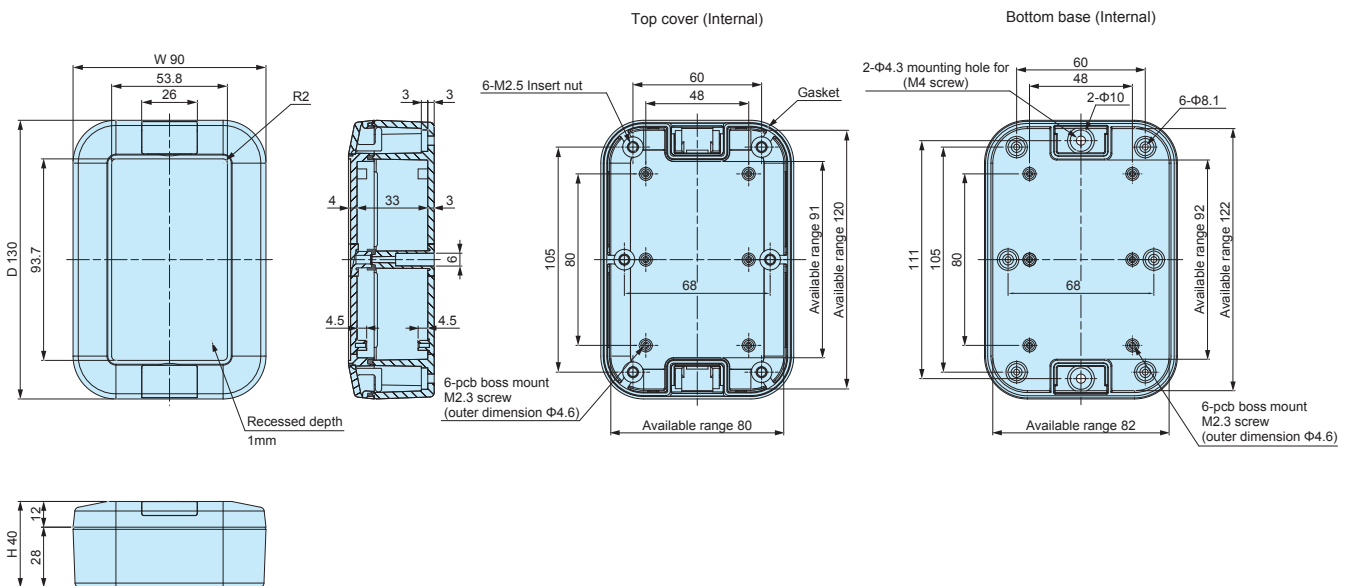 Top cover (Internal)
Bottom base (Internal)
W 90
53.8
26
R2
D 130
93.7
Recessed depth
1mm
3
3
4
33
3
6
4.5
4.5
6-M2.5 Insert nut
60
48
Gasket
105
80
68
Available range 91
Available range 120
6-pcb boss mount
M2.3 screw
(outer dimension Φ4.6)
Available range 80
2-Φ4.3 mounting hole for
(M4 screw)
60
48
2-Φ10
6-Φ8.1
111
105
80
68
Available range 92
Available range 122
Available range 82
6-pcb boss mount
M2.3 screw
(outer dimension Φ4.6)
H 40
12
28